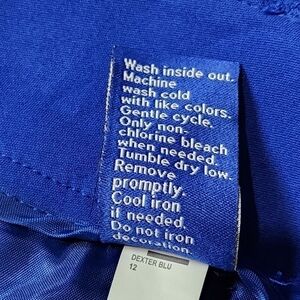 Wash inside out.
Machine
wash cold
with like colors.
Gentle cycle.
Only non-
chlorine bleach
when needed.
Tumble dry low.
Remove
promptly.
Cool iron
if needed.
Do not iron
decoration.
DEXTER BLU
12